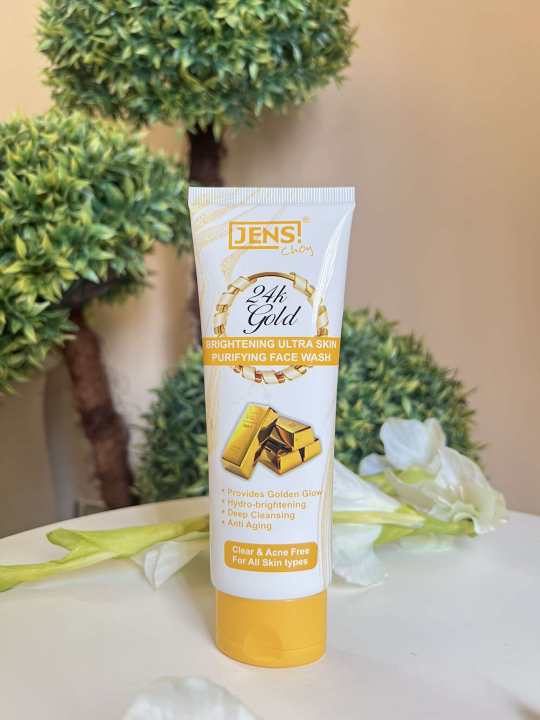 JENS!®
Choy
24k
Gold
BRIGHTENING ULTRA SKIN
PURIFYING FACE WASH
• Provides Golden Glow
• Hydro-brightening
• Deep Cleansing
• Anti Aging
Clear & Acne Free
For All Skin types